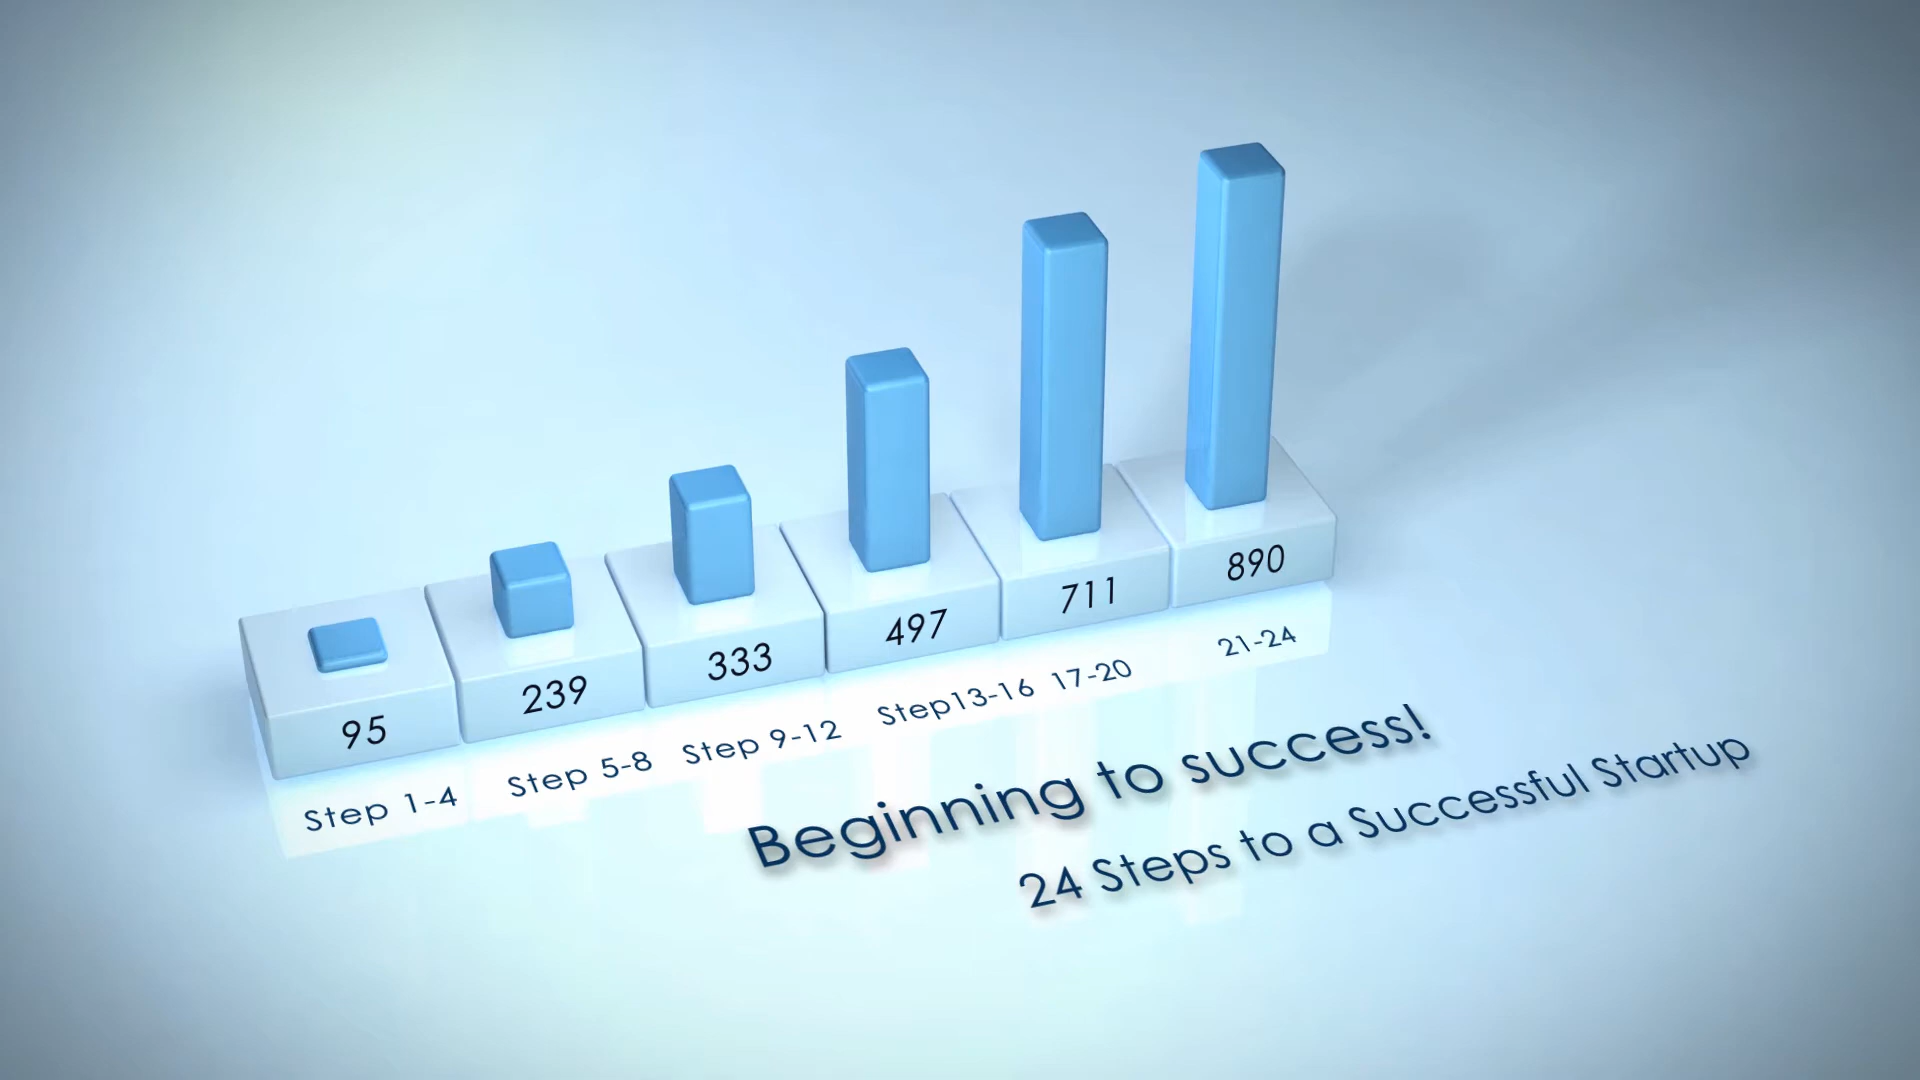 95
239
333
497
711
890
Step 1-4
Step 5-8
Step 9-12
Step13-16
17-20
21-24
Beginning to success!
24 Steps to a Successful Startup